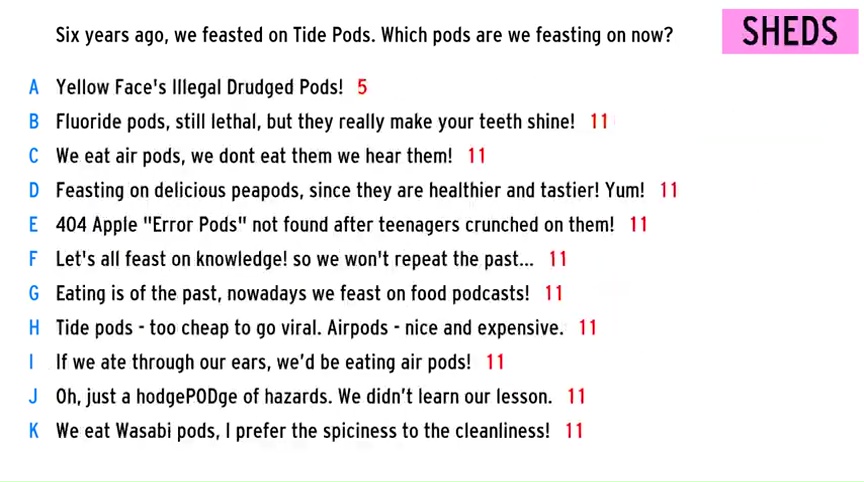 Six years ago, we feasted on Tide Pods. Which pods are we feasting on now?
SHEDS
A Yellow Face's Illegal Drudged Pods! 5
B Fluoride pods, still lethal, but they really make your teeth shine! 11
C We eat air pods, we dont eat them we hear them! 11
D Feasting on delicious peapods, since they are healthier and tastier! Yum! 11
E 404 Apple "Error Pods" not found after teenagers crunched on them! 11
F Let's all feast on knowledge! so we won't repeat the past... 11
G Eating is of the past, nowadays we feast on food podcasts! 11
H Tide pods - too cheap to go viral. Airpods - nice and expensive. 11
I If we ate through our ears, we'd be eating air pods! 11
J Oh, just a hodgePODge of hazards. We didn't learn our lesson. 11
K We eat Wasabi pods, I prefer the spiciness to the cleanliness! 11